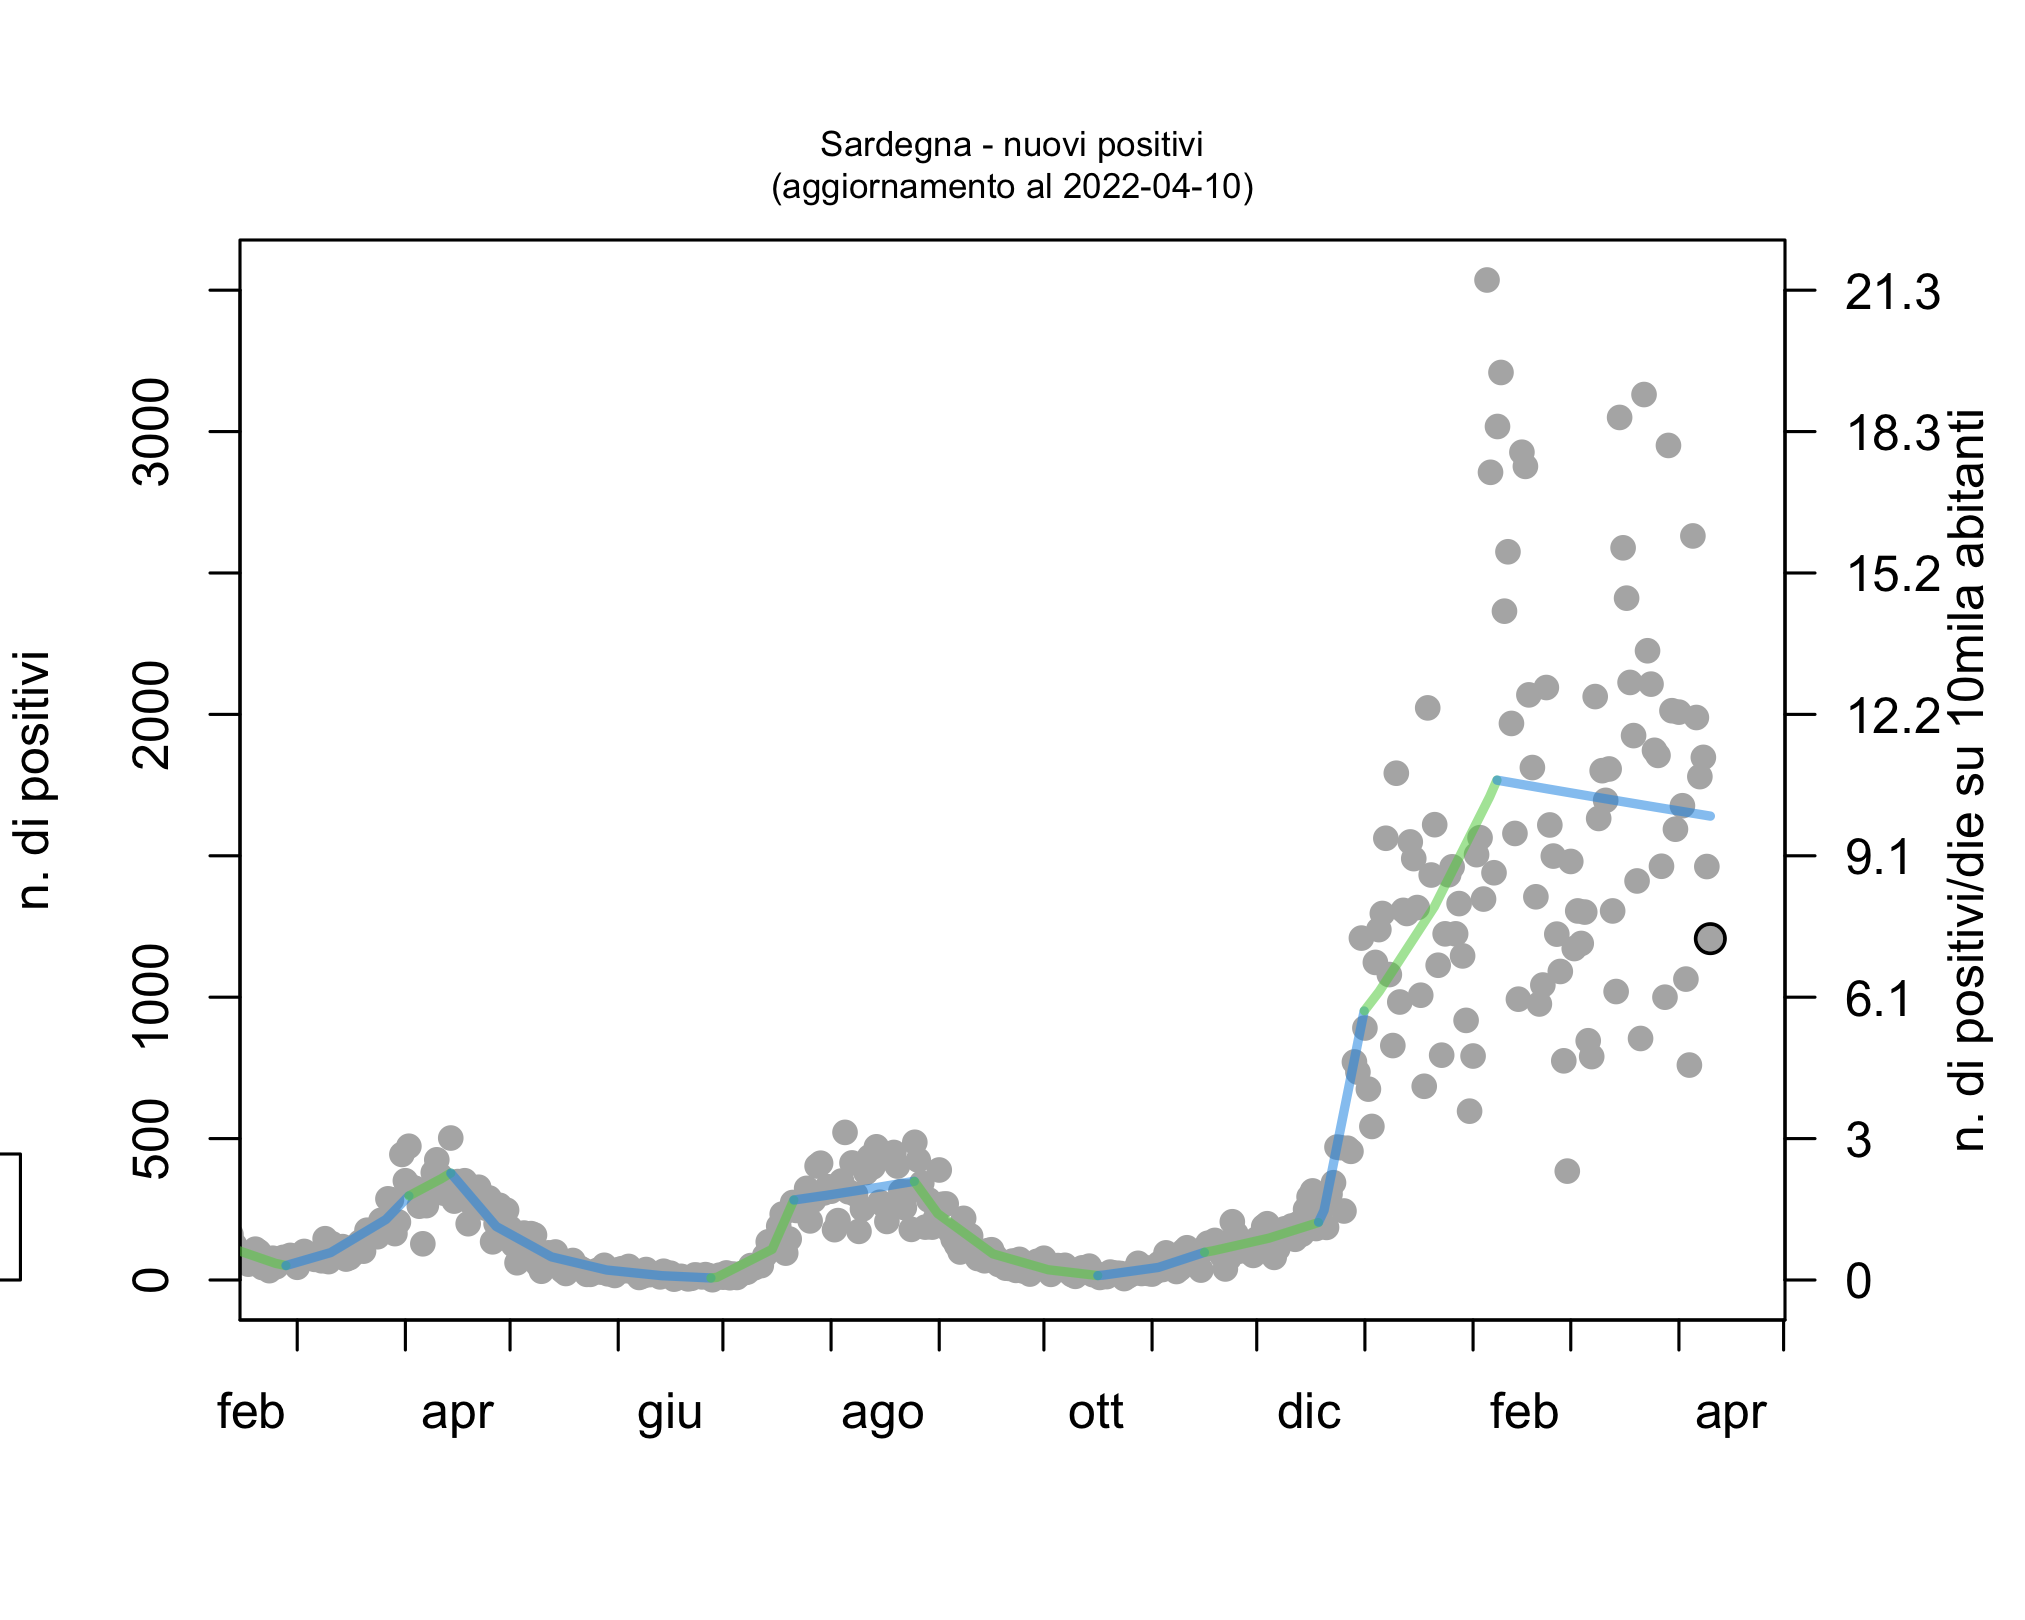 Sardegna - nuovi positivi
(aggiornamento al 2022-04-10)
n. di positivi
3000
2000
1000
500
0
21.3
18.3
15.2
12.2
9.1
6.1
3
0
n. di positivi/die su 10mila abitanti
feb apr giu ago ott dic feb apr